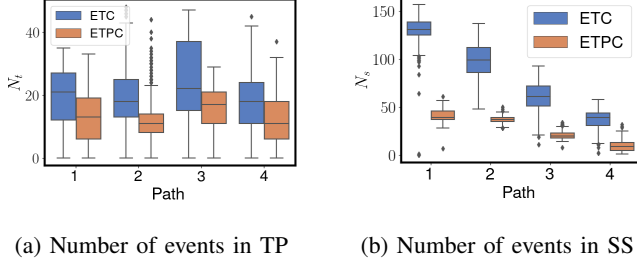 40
20
0
N_t
ETC
ETPC
1 2 3 4
Path
150
100
50
0
N_s
ETC
ETPC
1 2 3 4
Path
(a) Number of events in TP
(b) Number of events in SS